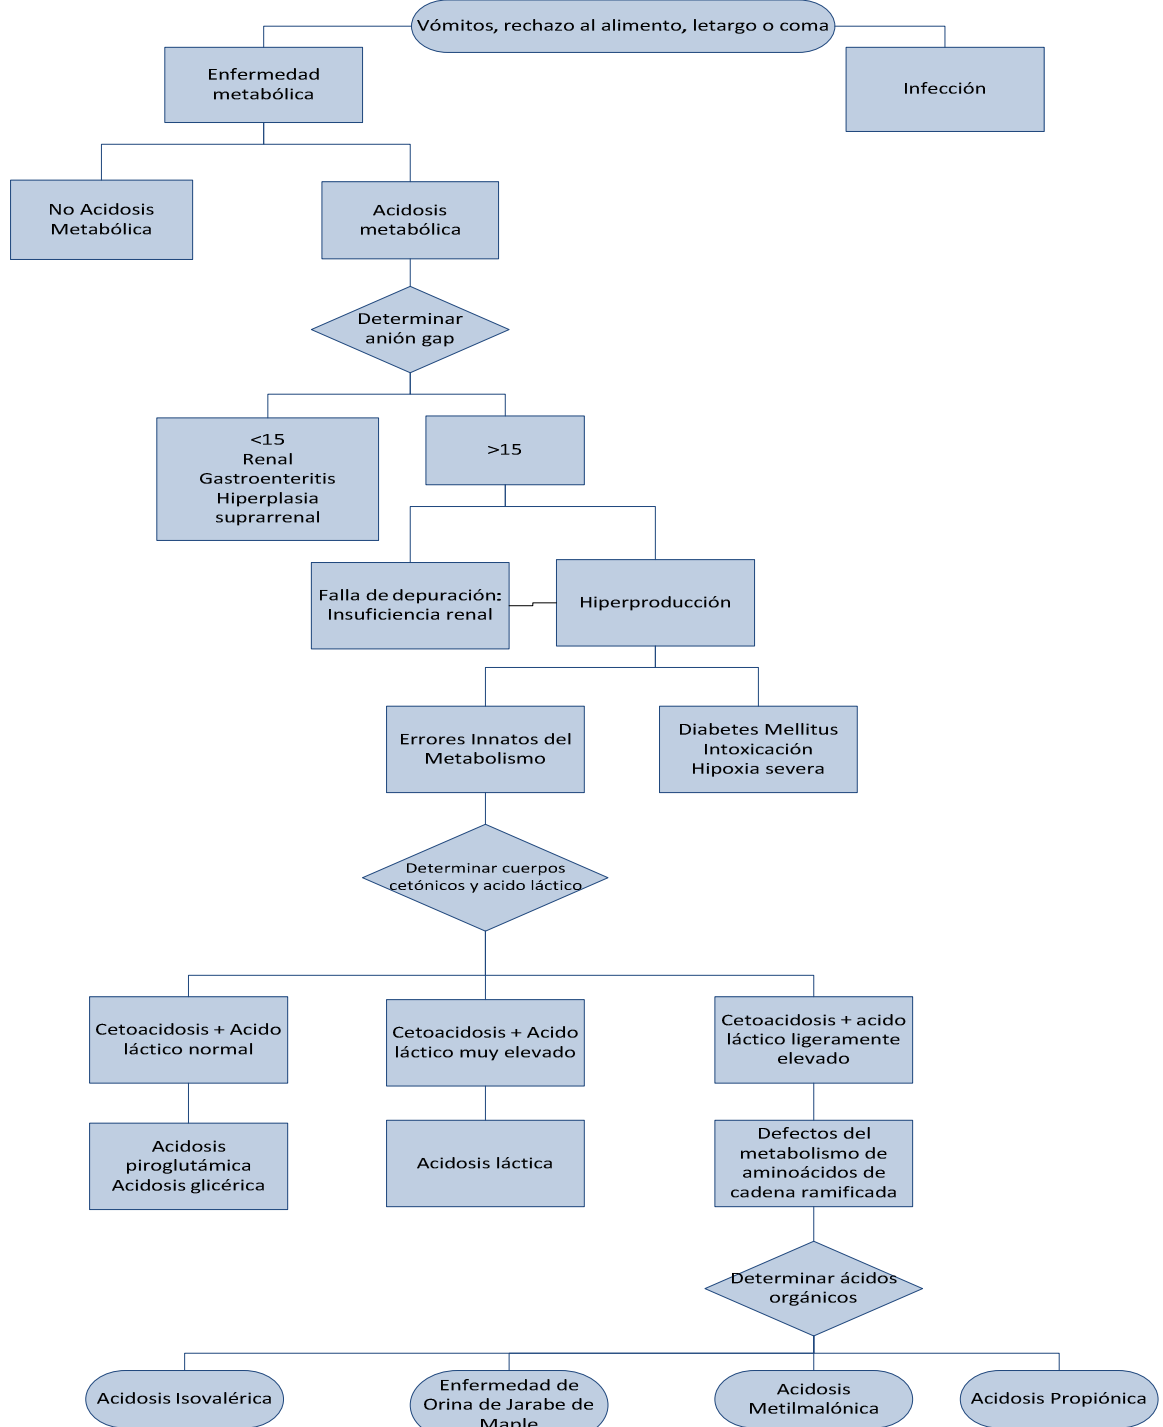 Vómitos, rechazo al alimento, letargo o coma
Enfermedad
metabólica
Infección
No Acidosis
Metabólica
Acidosis
metabólica
Determinar
anión gap
<15
Renal
Gastroenteritis
Hiperplasia
suprarrenal
>15
Falla de depuración:
Insuficiencia renal
Hiperproducción
Errores Innatos del
Metabolismo
Diabetes Mellitus
Intoxicación
Hipoxia severa
Determinar cuerpos
cetónicos y acido láctico
Cetoacidosis + Acido
láctico normal
Cetoacidosis + Acido
láctico muy elevado
Cetoacidosis + acido
láctico ligeramente
elevado
Acidosis
piroglutámica
Acidosis glicérica
Acidosis láctica
Defectos del
metabolismo de
aminoácidos de
cadena ramificada
Determinar ácidos
orgánicos
Acidosis Isovalérica
Enfermedad de
Orina de Jarabe de
Maple
Acidosis
Metilmalónica
Acidosis Propiónica